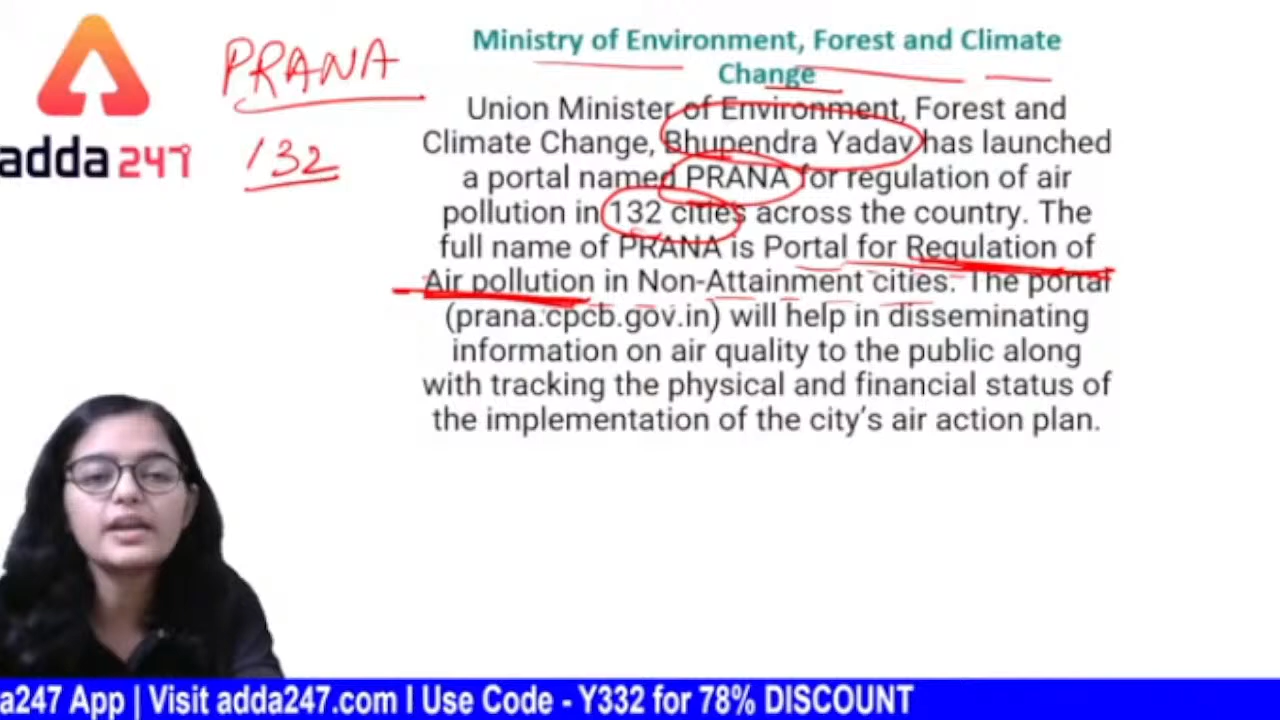 PRANA
132
adda247
Ministry of Environment, Forest and Climate
Change
Union Minister of Environment, Forest and
Climate Change, Bhupendra Yadav has launched
a portal named PRANA for regulation of air
pollution in 132 cities across the country. The
full name of PRANA is Portal for Regulation of
Air pollution in Non-Attainment cities. The portal
(prana.cpcb.gov.in) will help in disseminating
information on air quality to the public along
with tracking the physical and financial status of
the implementation of the city's air action plan.
a247 App | Visit adda247.com I Use Code - Y332 for 78% DISCOUNT